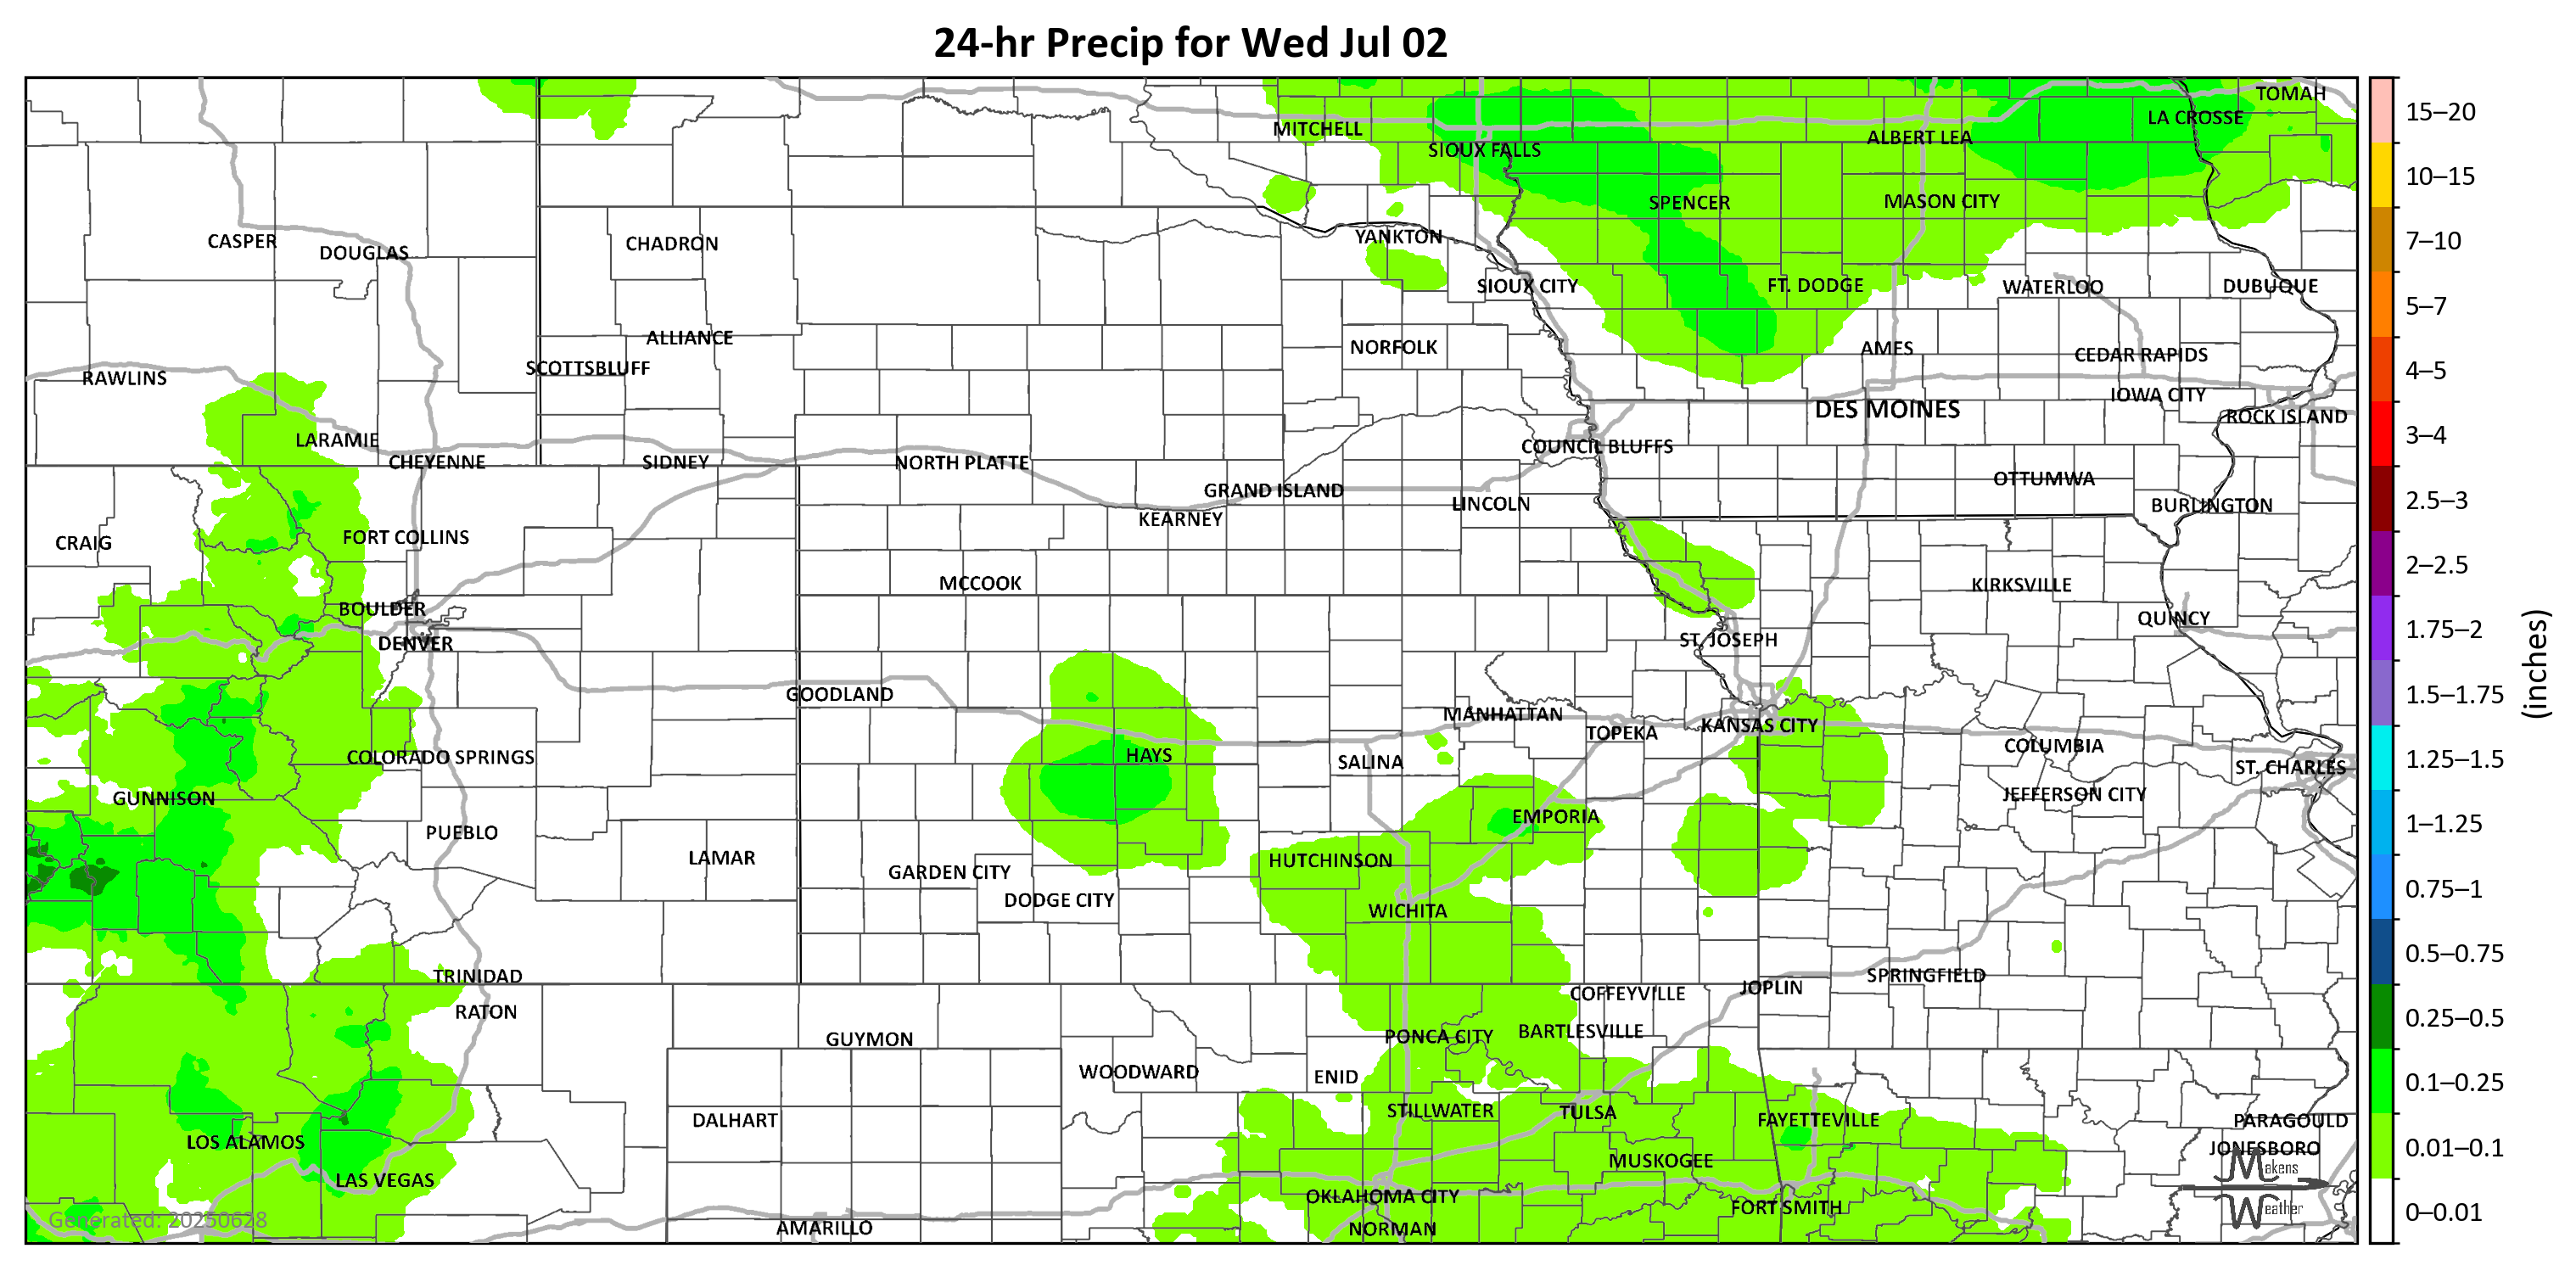 24-hr Precip for Wed Jul 02
TOMAH
LA CROSSE
MITCHELL
ALBERT LEA
SIOUX FALLS
SPENCER
MASON CITY
CASPER
DOUGLAS
CHADRON
YANKTON
SIOUX CITY
FT. DODGE
WATERLOO
DUBUQUE
ALLIANCE
NORFOLK
AMES
CEDAR RAPIDS
SCOTTSBLUFF
RAWLINS
IOWA CITY
DES MOINES
ROCK ISLAND
LARAMIE
COUNCIL BLUFFS
CHEYENNE
SIDNEY
NORTH PLATTE
GRAND ISLAND
OTTUMWA
LINCOLN
BURLINGTON
KEARNEY
FORT COLLINS
CRAIG
MCCOOK
KIRKSVILLE
BOULDER
QUINCY
DENVER
ST. JOSEPH
GOODLAND
MANHATTAN
TOPEKA
KANSAS CITY
COLUMBIA
COLORADO SPRINGS
HAYS
SALINA
ST. CHARLES
GUNNISON
JEFFERSON CITY
EMPORIA
PUEBLO
LAMAR
HUTCHINSON
GARDEN CITY
DODGE CITY
WICHITA
TRINIDAD
SPRINGFIELD
JOPLIN
COFFEYVILLE
RATON
GUYMON
PONCA CITY
BARTLESVILLE
WOODWARD
ENID
DALHART
STILLWATER
TULSA
FAYETTEVILLE
PARAGOULD
LOS ALAMOS
JONESBORO
MUSKOGEE
LAS VEGAS
OKLAHOMA CITY
FORT SMITH
AMARILLO
NORMAN
Generated: 20250628
Makens
Weather
15–20
10–15
7–10
5–7
4–5
3–4
2.5–3
2–2.5
1.75–2
1.5–1.75
1.25–1.5
1–1.25
0.75–1
0.5–0.75
0.25–0.5
0.1–0.25
0.01–0.1
0–0.01
(inches)